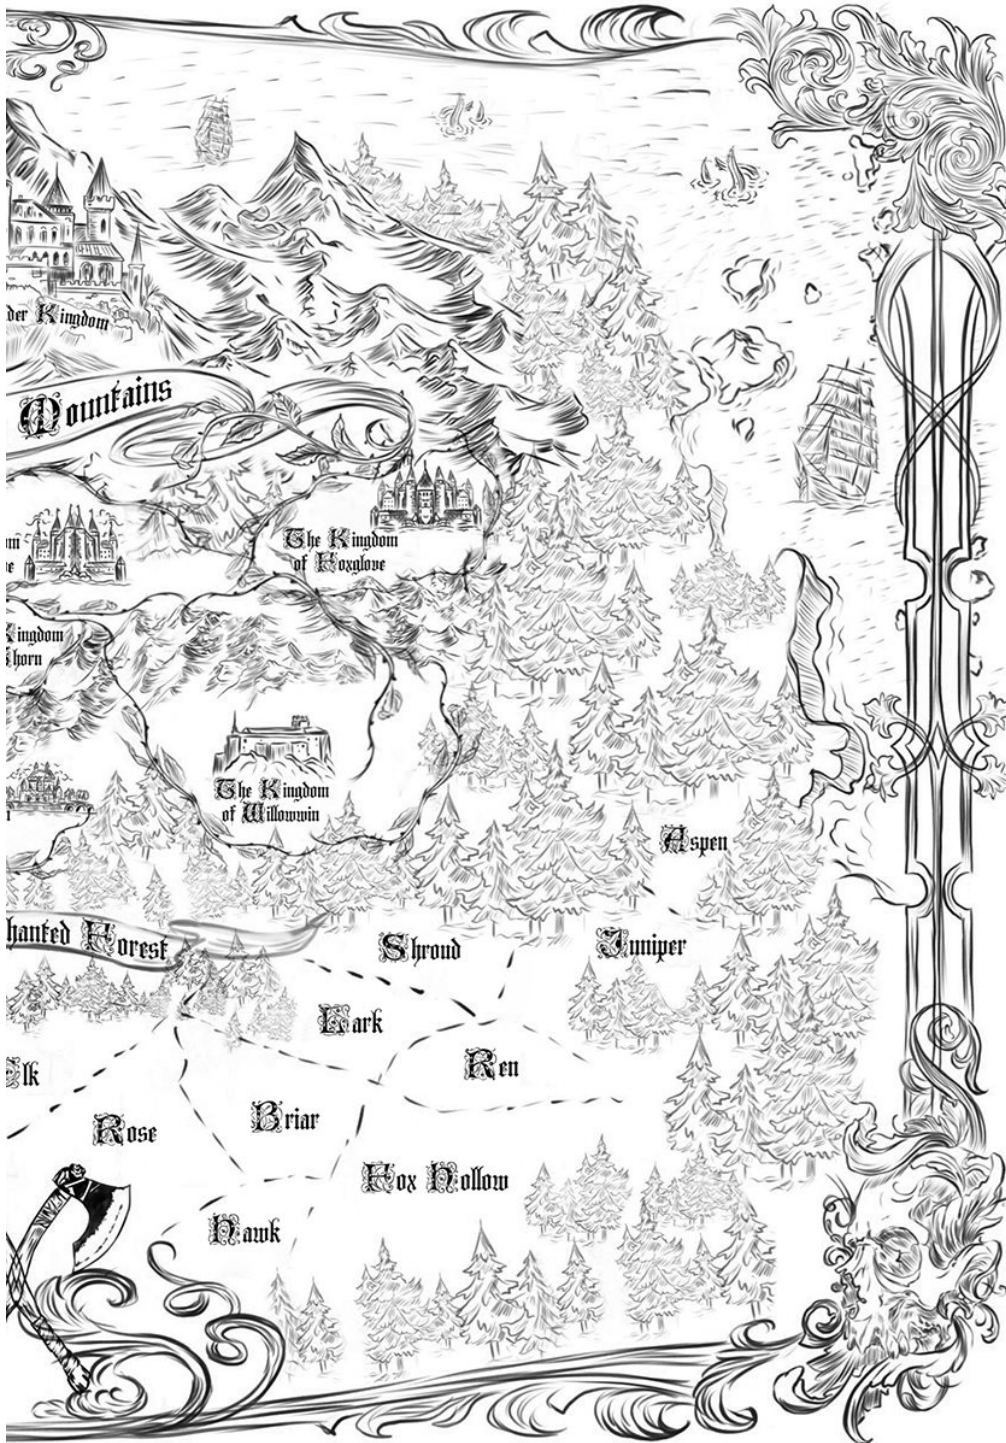 der Kingdom
Mountains
The Kingdom
of Foxglove
Kingdom
Thorn
The Kingdom
of Willowwin
Aspen
hanted Forest
Shroud
Juniper
Lark
Elk
Ren
Rose
Briar
Fox Hollow
Hawk